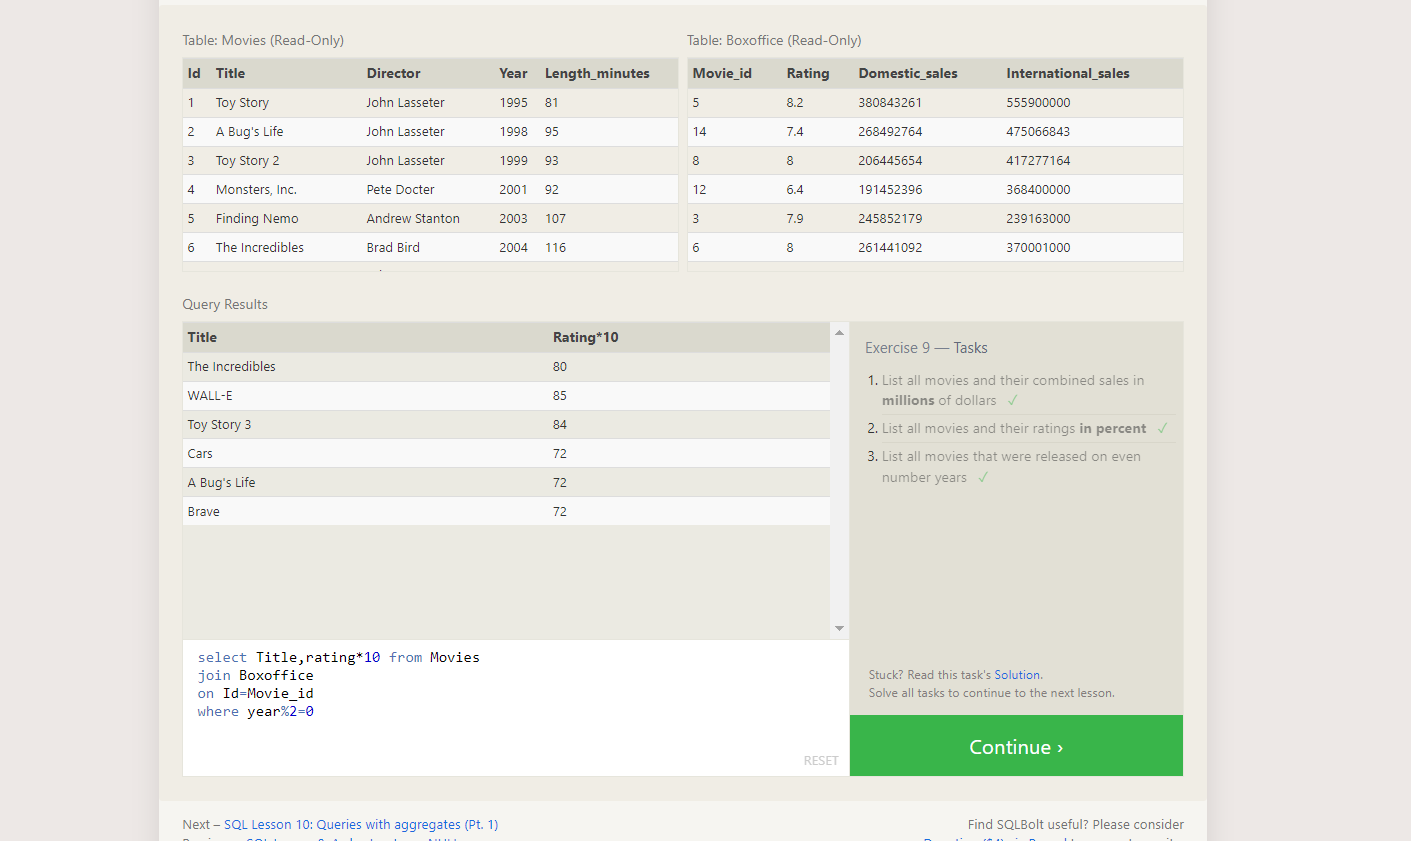 Table: Movies (Read-Only) Table: Boxoffice (Read-Only)
Id Title Director Year Length_minutes
1 Toy Story John Lasseter 1995 81
2 A Bug's Life John Lasseter 1998 95
3 Toy Story 2 John Lasseter 1999 93
4 Monsters, Inc. Pete Docter 2001 92
5 Finding Nemo Andrew Stanton 2003 107
6 The Incredibles Brad Bird 2004 116
Movie_id Rating Domestic_sales International_sales
5 8.2 380843261 555900000
14 7.4 268492764 475066843
8 8 206445654 417277164
12 6.4 191452396 368400000
3 7.9 245852179 239163000
6 8 261441092 370001000
Query Results
Title Rating*10
The Incredibles 80
WALL-E 85
Toy Story 3 84
Cars 72
A Bug's Life 72
Brave 72
select Title,rating*10 from Movies
join Boxoffice
on Id=Movie_id
where year%2=0
RESET
Exercise 9 — Tasks
1. List all movies and their combined sales in
millions of dollars ✓
2. List all movies and their ratings in percent ✓
3. List all movies that were released on even
number years ✓
Stuck? Read this task's Solution.
Solve all tasks to continue to the next lesson.
Continue ›
Next – SQL Lesson 10: Queries with aggregates (Pt. 1)
Find SQLBolt useful? Please consider